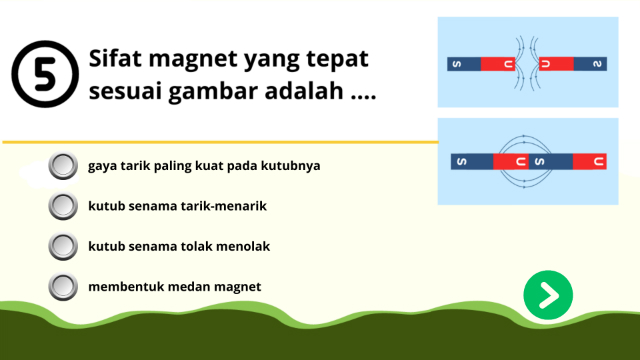 5
Sifat magnet yang tepat
sesuai gambar adalah ....
S U U S
S U S U
gaya tarik paling kuat pada kutubnya
kutub senama tarik-menarik
kutub senama tolak menolak
membentuk medan magnet